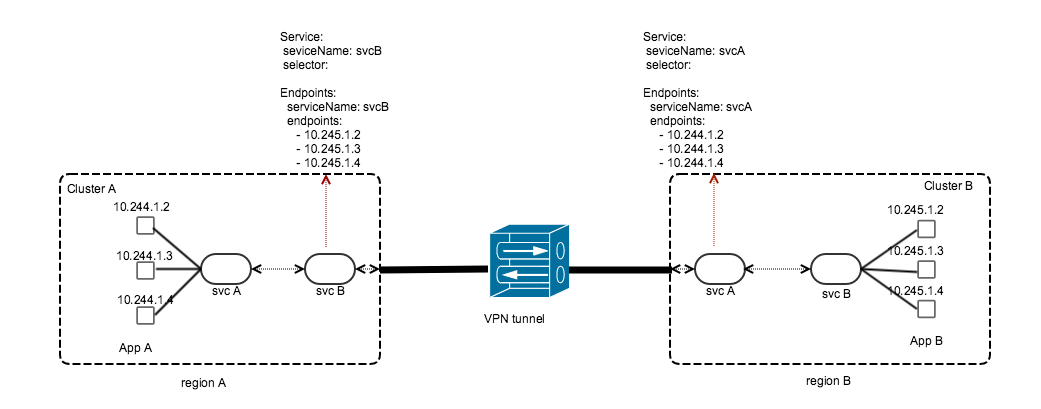 Service:
seviceName: svcB
selector:
Endpoints:
serviceName: svcB
endpoints:
- 10.245.1.2
- 10.245.1.3
- 10.245.1.4
Service:
seviceName: svcA
selector:
Endpoints:
serviceName: svcA
endpoints:
- 10.244.1.2
- 10.244.1.3
- 10.244.1.4
Cluster A
10.244.1.2
10.244.1.3
10.244.1.4
svc A
svc B
App A
region A
VPN tunnel
Cluster B
10.245.1.2
10.245.1.3
10.245.1.4
svc A
svc B
App B
region B